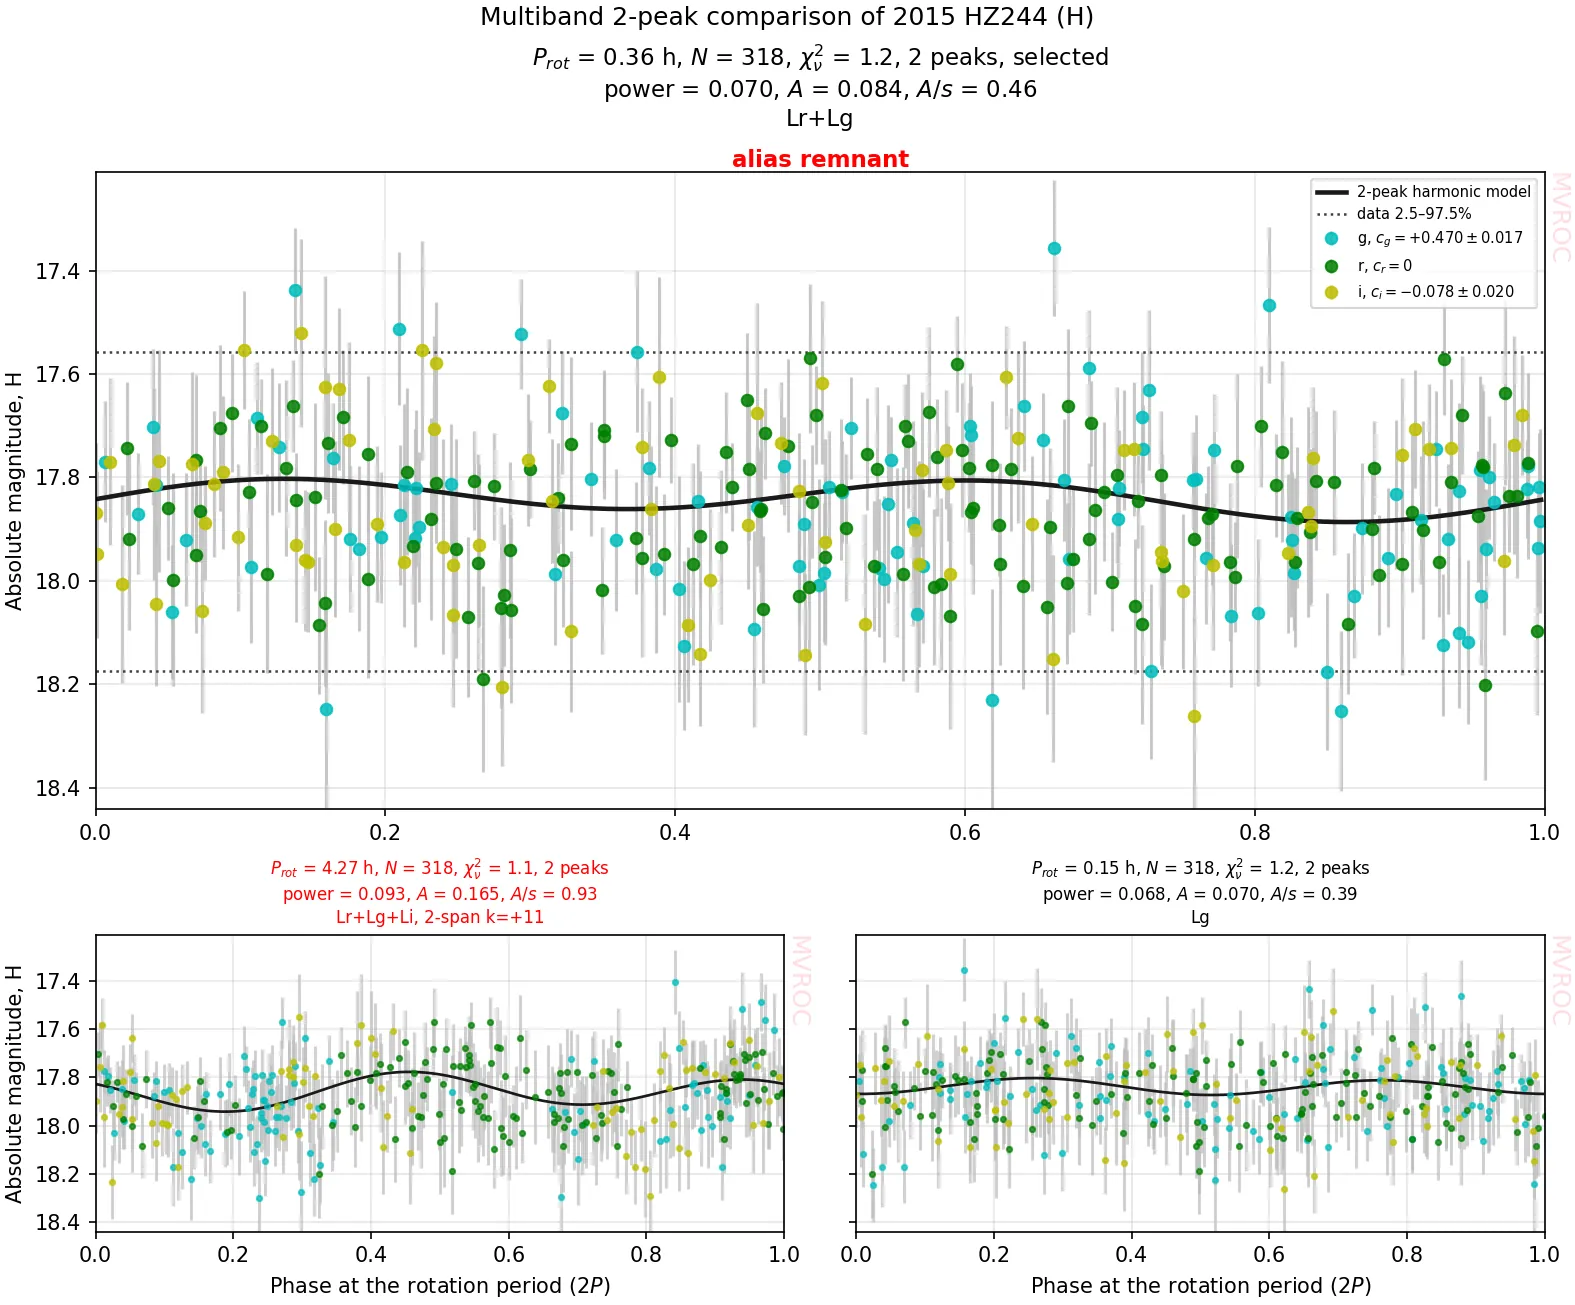 Multiband 2-peak comparison of 2015 HZ244 (H)
P_rot = 0.36 h, N = 318, χ²_ν = 1.2, 2 peaks, selected
power = 0.070, A = 0.084, A/s = 0.46
Lr+Lg
alias remnant
MVROC
2-peak harmonic model
data 2.5–97.5%
g, c_g = +0.470 ± 0.017
r, c_r = 0
i, c_i = −0.078 ± 0.020
Absolute magnitude, H
17.4
17.6
17.8
18.0
18.2
18.4
0.0 0.2 0.4 0.6 0.8 1.0
P_rot = 4.27 h, N = 318, χ²_ν = 1.1, 2 peaks
power = 0.093, A = 0.165, A/s = 0.93
Lr+Lg+Li, 2-span k=+11
MVROC
Absolute magnitude, H
17.4
17.6
17.8
18.0
18.2
18.4
0.0 0.2 0.4 0.6 0.8 1.0
Phase at the rotation period (2P)
P_rot = 0.15 h, N = 318, χ²_ν = 1.2, 2 peaks
power = 0.068, A = 0.070, A/s = 0.39
Lg
MVROC
0.0 0.2 0.4 0.6 0.8 1.0
Phase at the rotation period (2P)